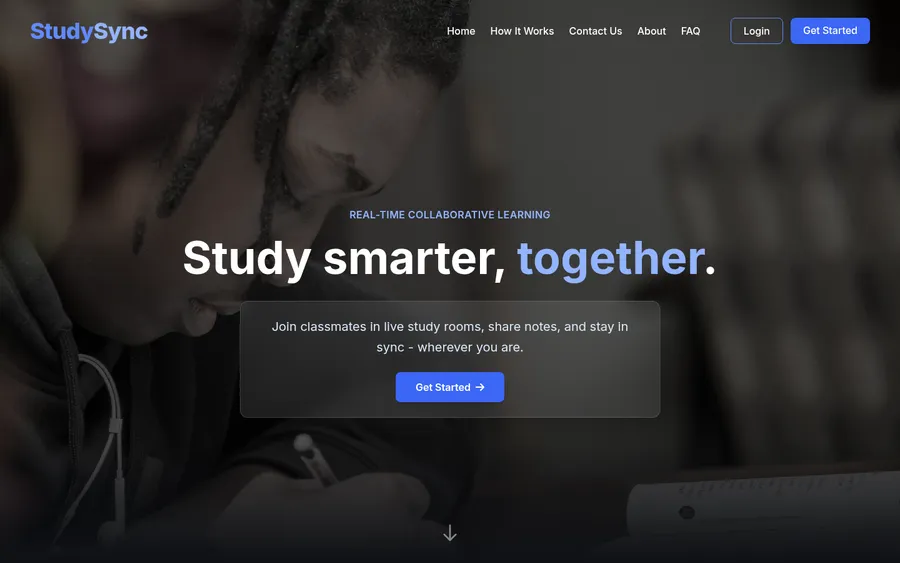 StudySync
Home How It Works Contact Us About FAQ Login Get Started
REAL-TIME COLLABORATIVE LEARNING
Study smarter, together.
Join classmates in live study rooms, share notes, and stay in
sync - wherever you are.
Get Started →